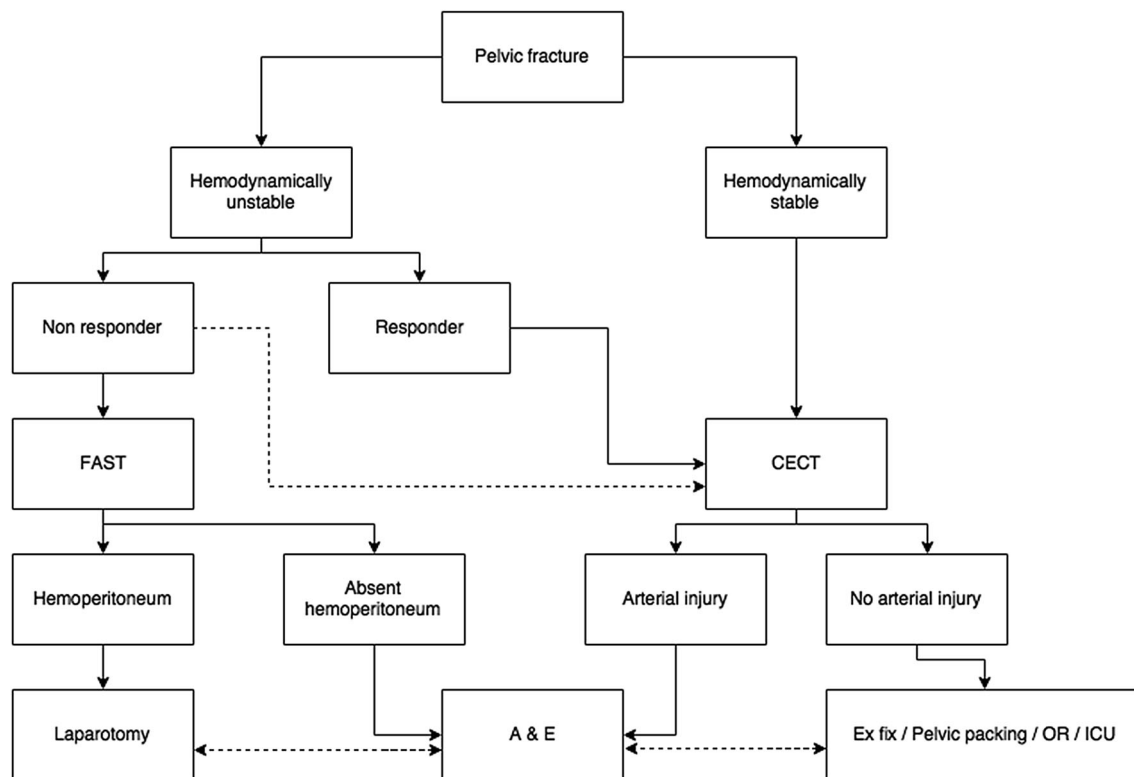 Pelvic fracture
Hemodynamically
unstable
Hemodynamically
stable
Non responder
Responder
FAST
CECT
Hemoperitoneum
Absent
hemoperitoneum
Arterial injury
No arterial injury
Laparotomy
A & E
Ex fix / Pelvic packing / OR / ICU